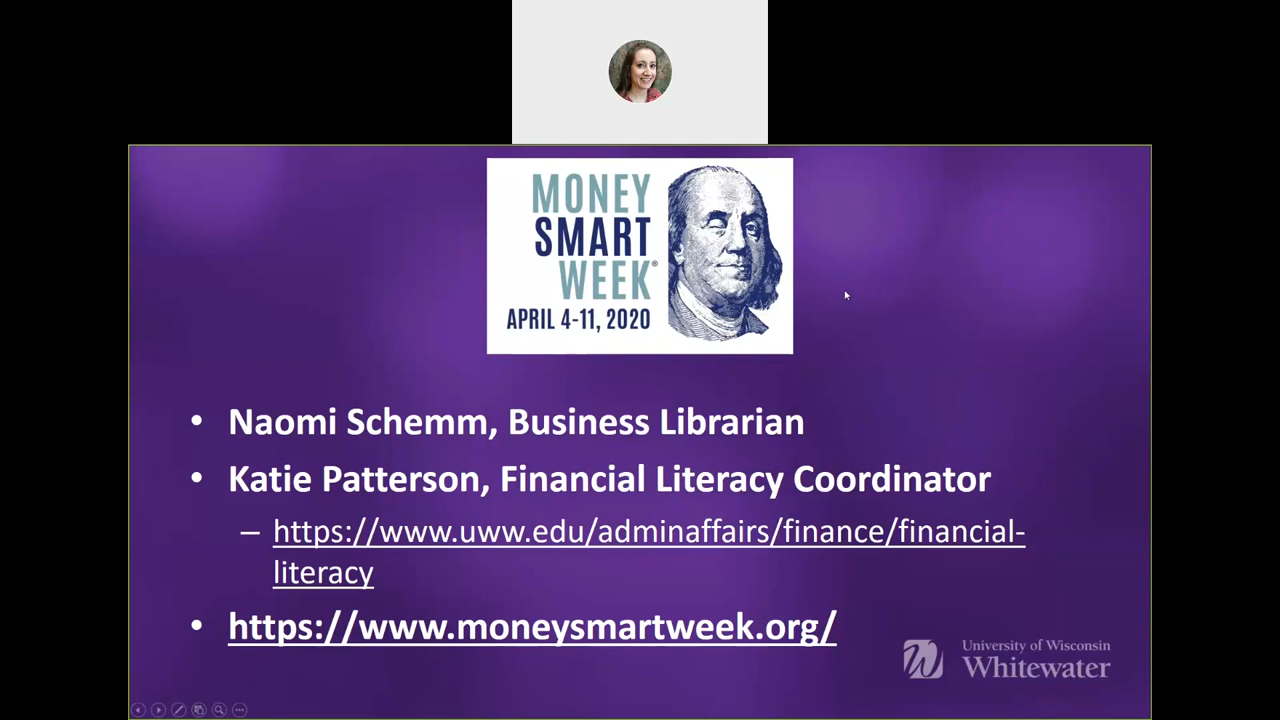 MONEY
SMART
WEEK®
APRIL 4-11, 2020
• Naomi Schemm, Business Librarian
• Katie Patterson, Financial Literacy Coordinator
– https://www.uww.edu/adminaffairs/finance/financial-
literacy
• https://www.moneysmartweek.org/
University of Wisconsin
Whitewater